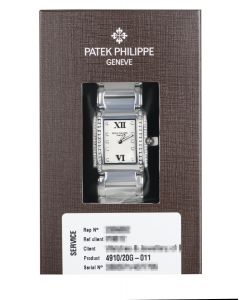 PATEK PHILIPPE
GENEVE
XII
VI
SERVICE
Rep N°
Ref client
Client
Product 4910/20G - 011
Serial N°